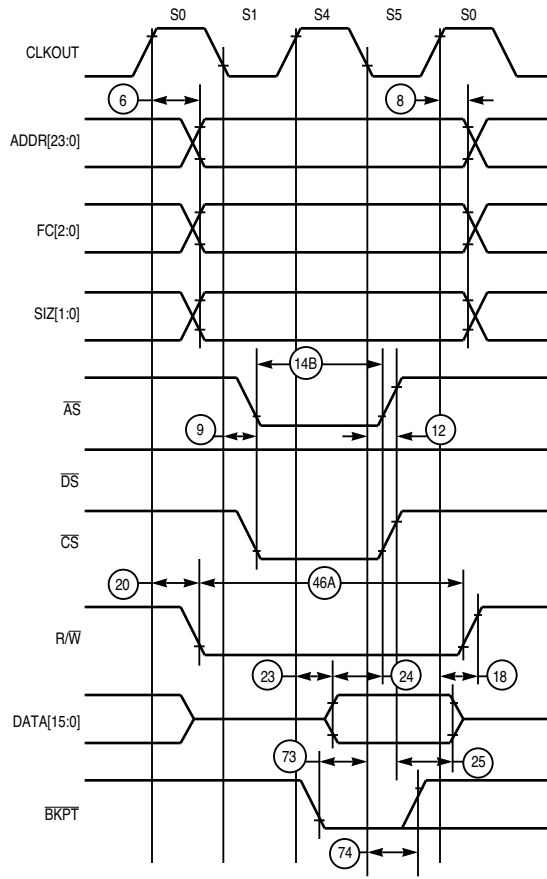 S0 S1 S4 S5 S0
CLKOUT
6 8
ADDR[23:0]
FC[2:0]
SIZ[1:0]
14B
AS
9 12
DS
CS
20 46A
R/W
23 24 18
DATA[15:0]
73 25
BKPT
74